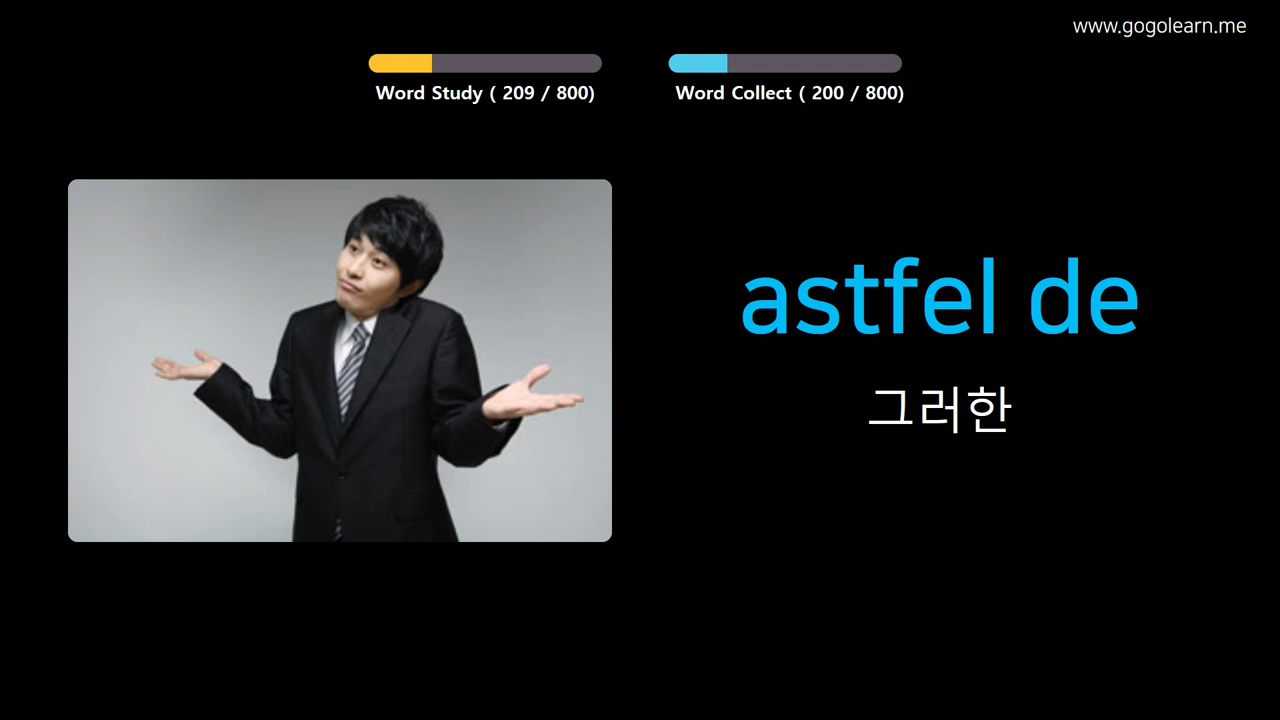 www.gogolearn.me
Word Study ( 209 / 800)
Word Collect ( 200 / 800)
astfel de
그러한